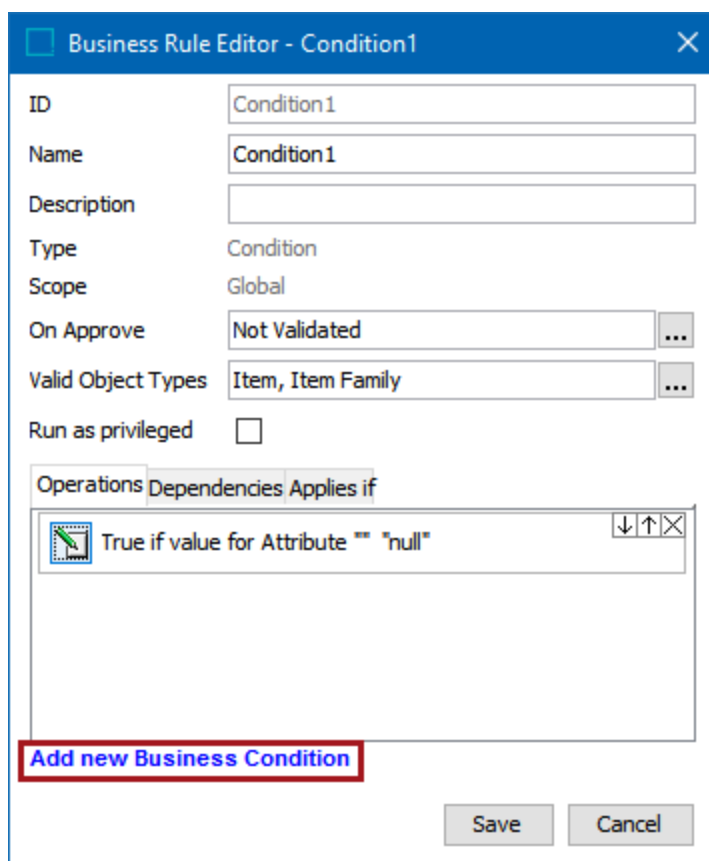 Business Rule Editor - Condition1
ID Condition1
Name Condition1
Description
Type Condition
Scope Global
On Approve Not Validated ...
Valid Object Types Item, Item Family ...
Run as privileged
Operations Dependencies Applies if
True if value for Attribute "" "null"
Add new Business Condition
Save Cancel